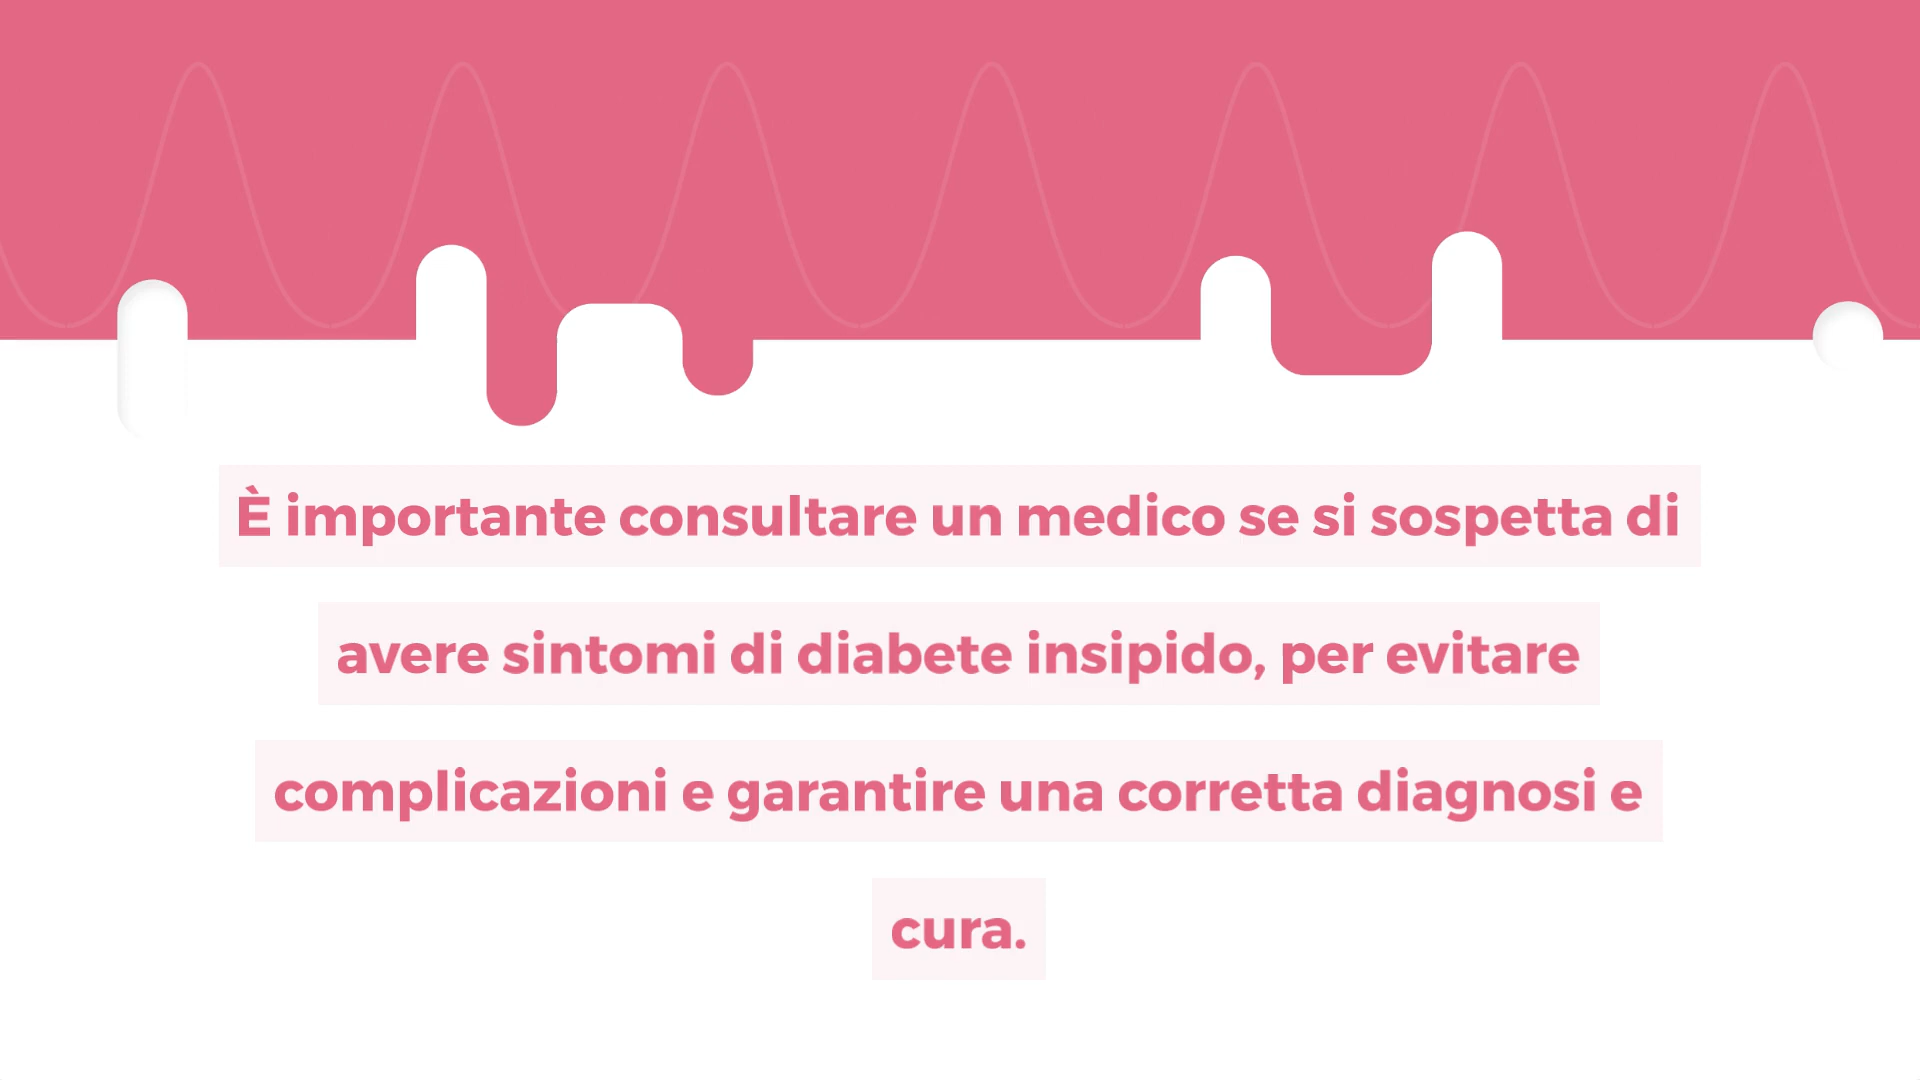 È importante consultare un medico se si sospetta di
avere sintomi di diabete insipido, per evitare
complicazioni e garantire una corretta diagnosi e
cura.